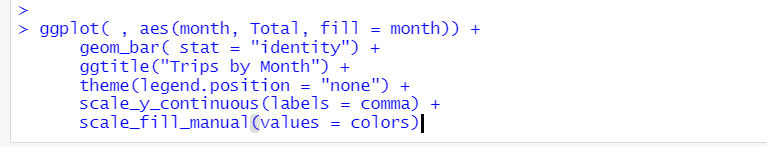 >
> ggplot( , aes(month, Total, fill = month)) +
geom_bar( stat = "identity") +
ggtitle("Trips by Month") +
theme(legend.position = "none") +
scale_y_continuous(labels = comma) +
scale_fill_manual(values = colors)